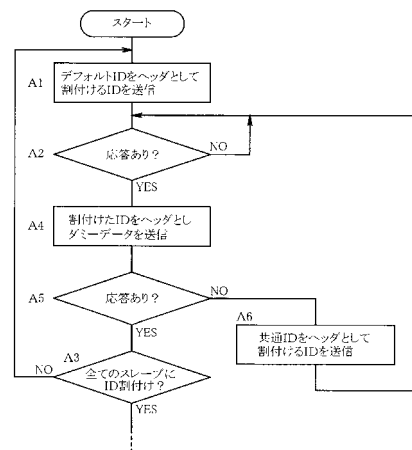 スタート
A1
デフォルトIDをヘッダとして
割付けるIDを送信
A2
応答あり?
NO
YES
A4
割付けたIDをヘッダとし
ダミーデータを送信
A5
応答あり?
NO
YES
A6
共通IDをヘッダとして
割付けるIDを送信
A3
全てのスレーブに
ID割付け?
NO
YES